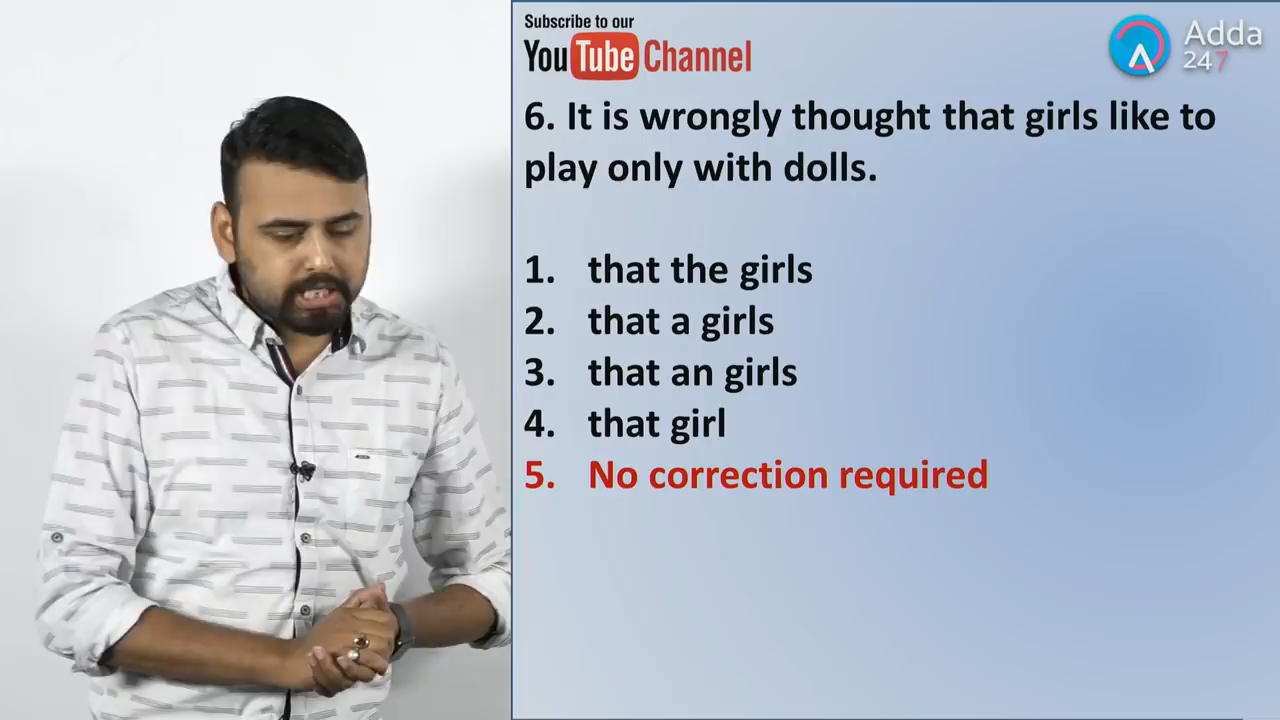 Subscribe to our
YouTube Channel
Adda
247
6. It is wrongly thought that girls like to
play only with dolls.
1. that the girls
2. that a girls
3. that an girls
4. that girl
5. No correction required